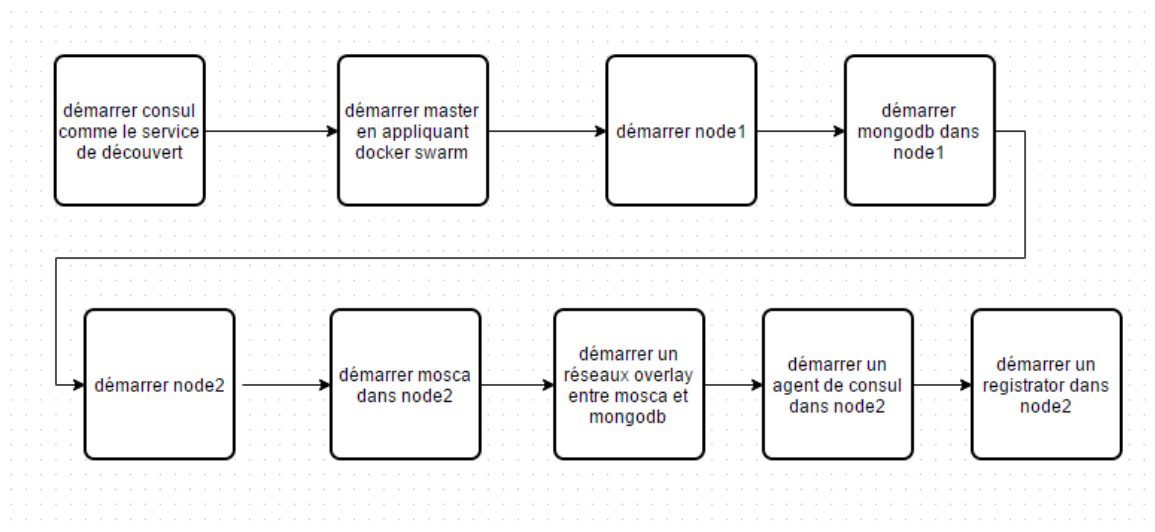 démarrer consul
comme le service
de découvert
démarrer master
en appliquant
docker swarm
démarrer node1
démarrer
mongodb dans
node1
démarrer node2
démarrer mosca
dans node2
démarrer un
réseaux overlay
entre mosca et
mongodb
démarrer un
agent de consul
dans node2
démarrer un
registrator dans
node2